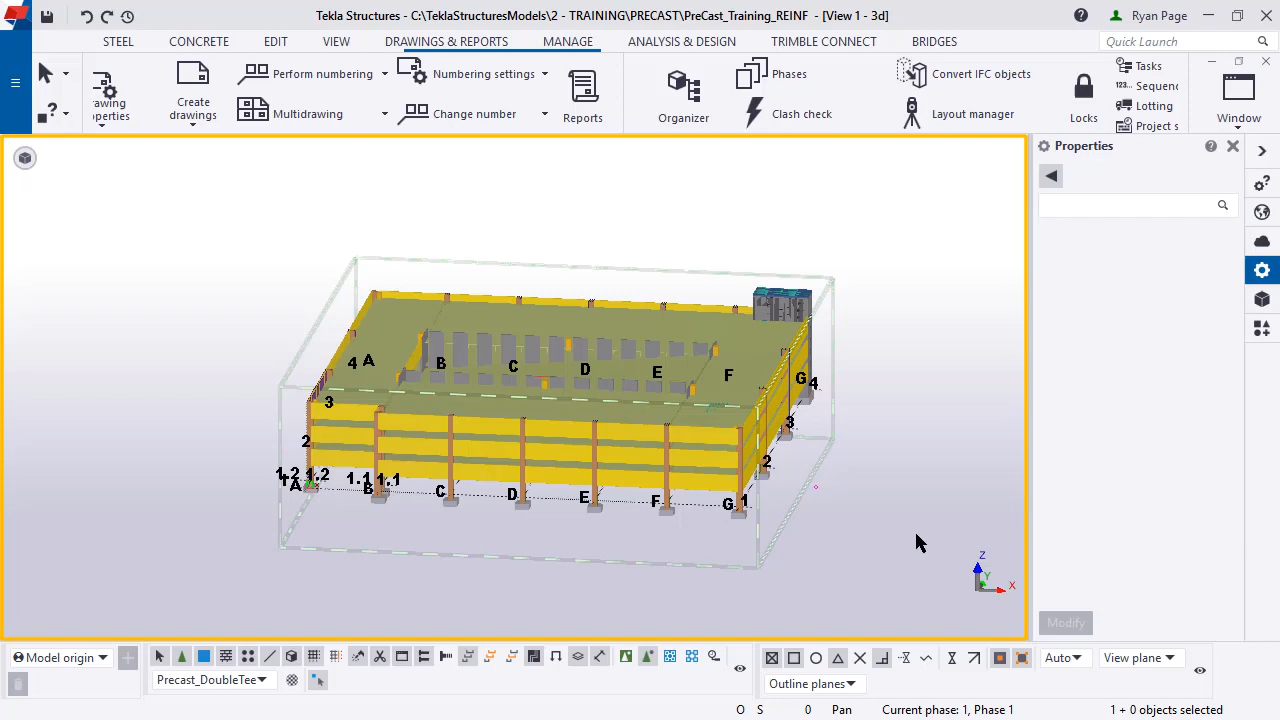 Tekla Structures - C:\TeklaStructuresModels\2 - TRAINING\PRECAST\PreCast_Training_REINF - [View 1 - 3d]
Ryan Page
STEEL CONCRETE EDIT VIEW DRAWINGS & REPORTS MANAGE ANALYSIS & DESIGN TRIMBLE CONNECT BRIDGES
Quick Launch
rawing
roperties
Create
drawings
Perform numbering
Multidrawing
Numbering settings
Change number
Reports
Organizer
Phases
Clash check
Convert IFC objects
Layout manager
Locks
Tasks
Sequenc
Lotting
Project s
Window
Properties
4 A B C D E F G 4
3 3
2 2
1.2 1.2 1.1 1.1
A B C D E F G 1
Z
Y
X
Modify
Model origin
Precast_DoubleTee
Auto
View plane
Outline planes
O S 0 Pan Current phase: 1, Phase 1 1 + 0 objects selected